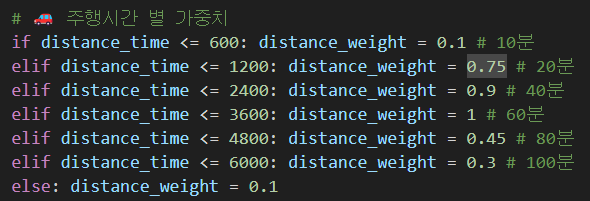 # 🚗 주행시간 별 가중치
if distance_time <= 600: distance_weight = 0.1 # 10분
elif distance_time <= 1200: distance_weight = 0.75 # 20분
elif distance_time <= 2400: distance_weight = 0.9 # 40분
elif distance_time <= 3600: distance_weight = 1 # 60분
elif distance_time <= 4800: distance_weight = 0.45 # 80분
elif distance_time <= 6000: distance_weight = 0.3 # 100분
else: distance_weight = 0.1